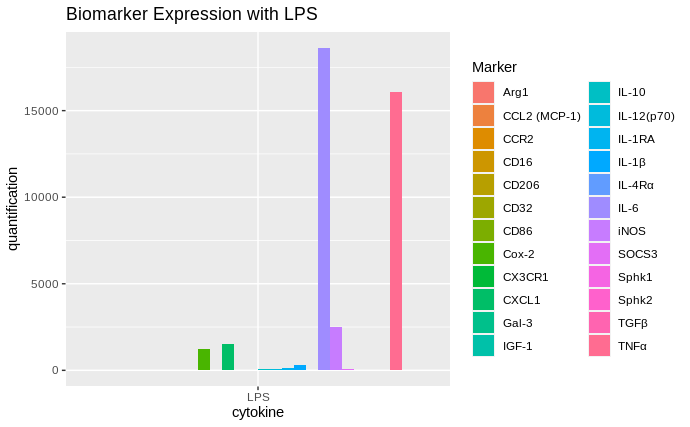 Biomarker Expression with LPS
quantification
15000
10000
5000
0
LPS
cytokine
Marker
Arg1
CCL2 (MCP-1)
CCR2
CD16
CD206
CD32
CD86
Cox-2
CX3CR1
CXCL1
Gal-3
IGF-1
IL-10
IL-12(p70)
IL-1RA
IL-1β
IL-4Rα
IL-6
iNOS
SOCS3
Sphk1
Sphk2
TGFβ
TNFα